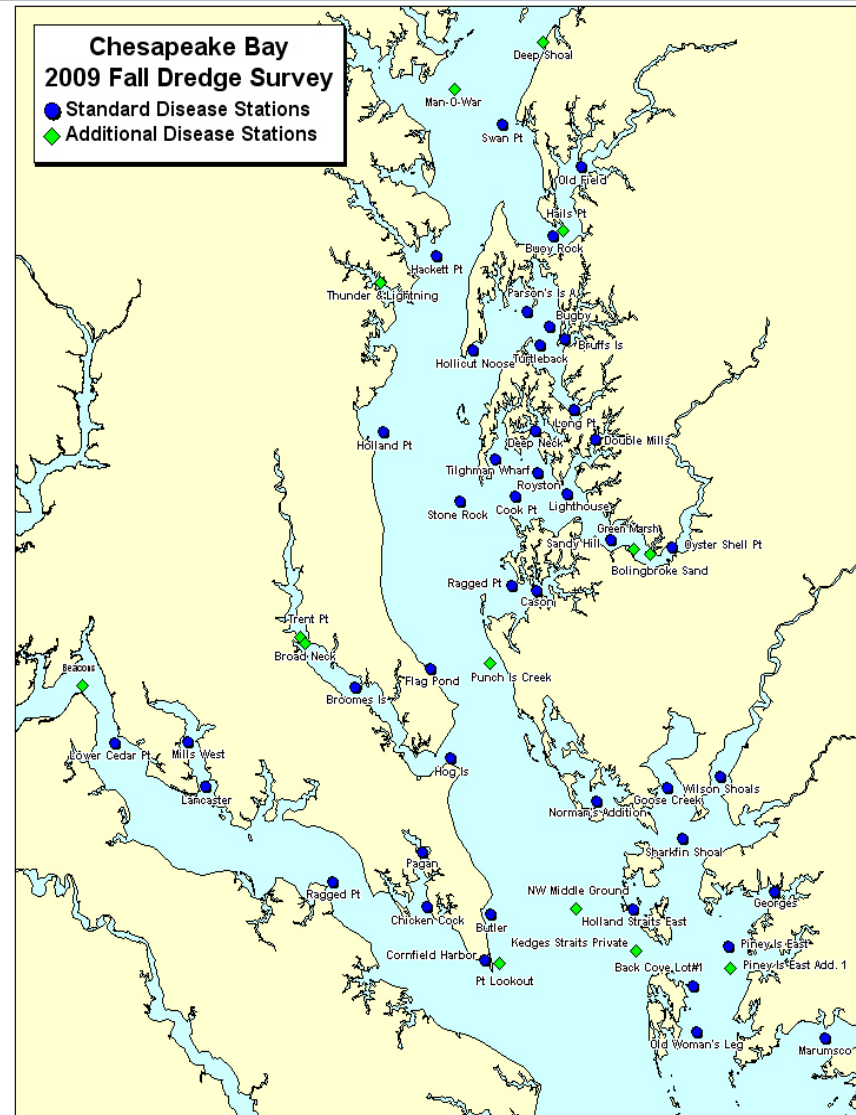 Chesapeake Bay
2009 Fall Dredge Survey
Standard Disease Stations
Additional Disease Stations
Deep Shoal
Man-O-War
Swan Pt
Old Field
Hails Pt
Buoy Rock
Hackett Pt
Thunder & Lightning
Parson's Is A
Bugby
Bruffs Is
Turtleback
Hollicut Noose
Long Pt
Deep Neck
Double Mills
Holland Pt
Tilghman Wharf
Royston
Cook Pt
Lighthouse
Stone Rock
Green Marsh
Sandy Hill
Oyster Shell Pt
Bolingbroke Sand
Ragged Pt
Cason
Trent Pt
Broad Neck
Beacons
Flag Pond
Punch Is Creek
Broomes Is
Lower Cedar Pt
Mills West
Hog Is
Lancaster
Wilson Shoals
Goose Creek
Norman's Addition
Sharkfin Shoal
Pagan
Ragged Pt
NW Middle Ground
Georges
Chicken Cock
Butler
Holland Straits East
Kedges Straits Private
Piney Is East
Cornfield Harbor
Back Cove Lot#1
Piney Is East Add. 1
Pt Lookout
Old Woman's Leg
Marumsco